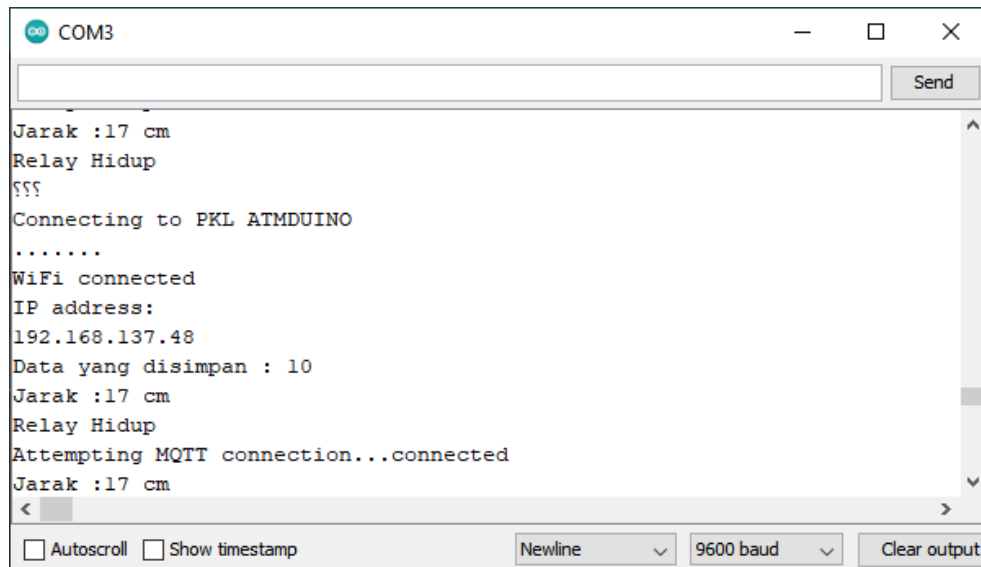 COM3
Send
Jarak :17 cm
Relay Hidup
⸮⸮⸮
Connecting to PKL ATMDUINO
.......
WiFi connected
IP address:
192.168.137.48
Data yang disimpan : 10
Jarak :17 cm
Relay Hidup
Attempting MQTT connection...connected
Jarak :17 cm
Autoscroll Show timestamp Newline 9600 baud Clear output